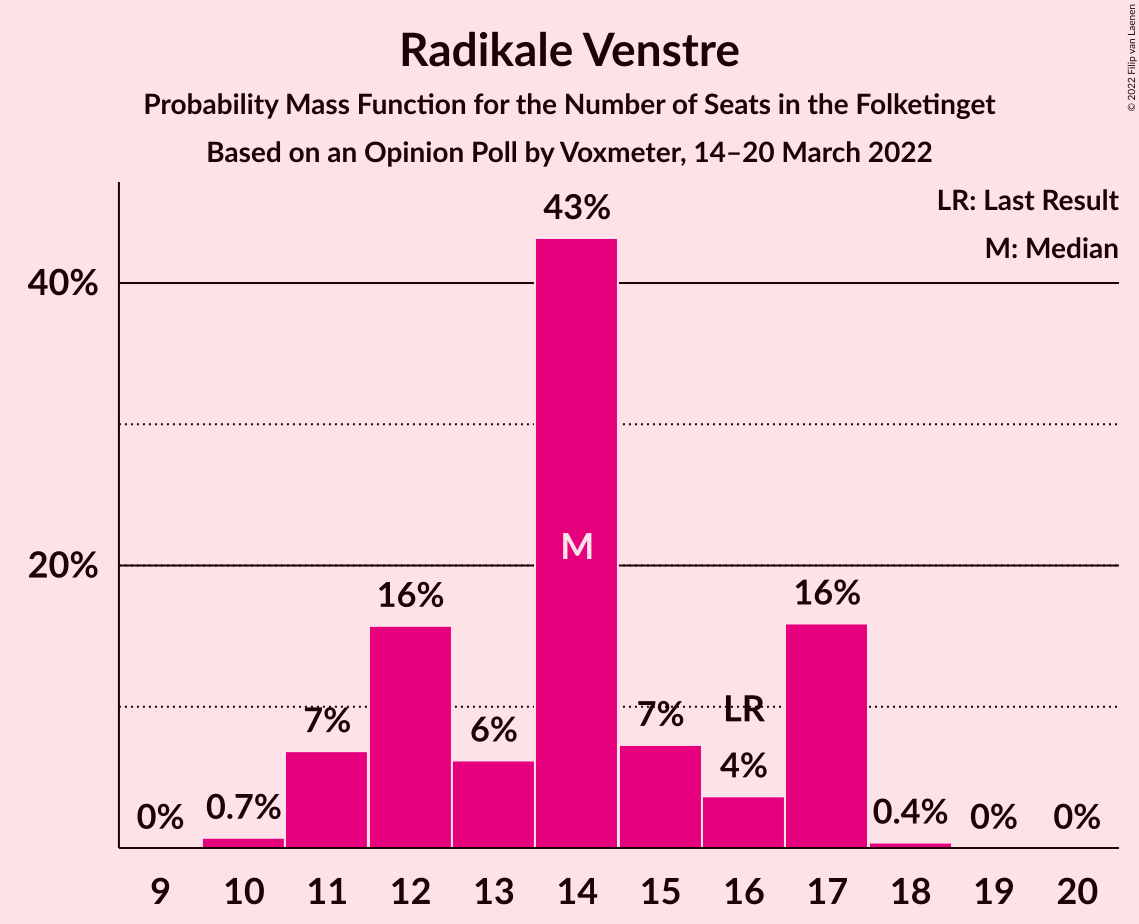 Radikale Venstre
Probability Mass Function for the Number of Seats in the Folketinget
Based on an Opinion Poll by Voxmeter, 14–20 March 2022
© 2022 Filip van Laenen
LR: Last Result
M: Median
43%
40%
M
20%
16%
16%
7%
6%
7%
LR
4%
0%
0.7%
0.4%
0%
0%
9 10 11 12 13 14 15 16 17 18 19 20